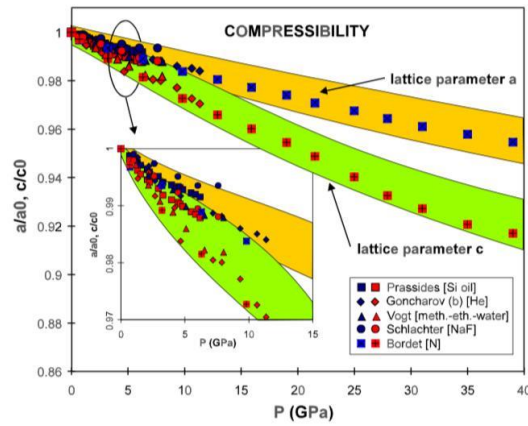 COMPRESSIBILITY
a/a0, c/c0
1
0.98
0.96
0.94
0.92
0.9
0.88
0.86
lattice parameter a
lattice parameter c
a/a0, c/c0
1
0.99
0.98
0.97
0 5 10 15
P (GPa)
Prassides [Si oil]
Goncharov (b) [He]
Vogt [meth.-eth.-water]
Schlachter [NaF]
Bordet [N]
0 5 10 15 20 25 30 35 40
P (GPa)